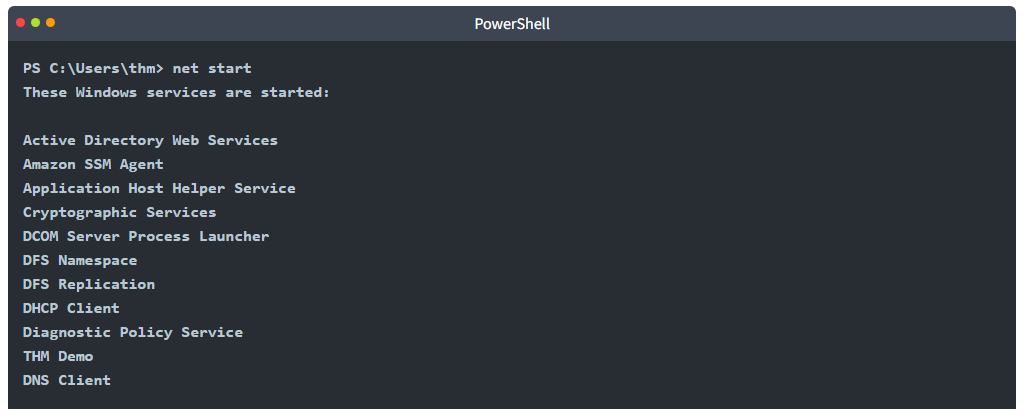 PowerShell
PS C:\Users\thm> net start
These Windows services are started:
Active Directory Web Services
Amazon SSM Agent
Application Host Helper Service
Cryptographic Services
DCOM Server Process Launcher
DFS Namespace
DFS Replication
DHCP Client
Diagnostic Policy Service
THM Demo
DNS Client